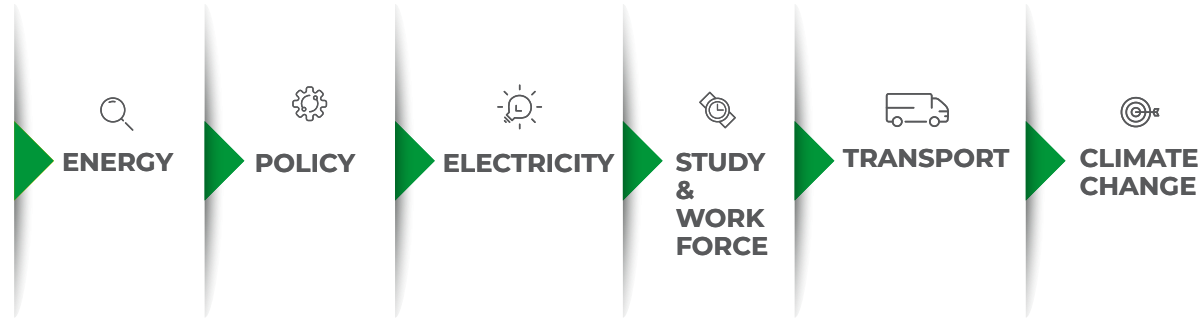 ENERGY
POLICY
ELECTRICITY
STUDY
&
WORK
FORCE
TRANSPORT
CLIMATE
CHANGE